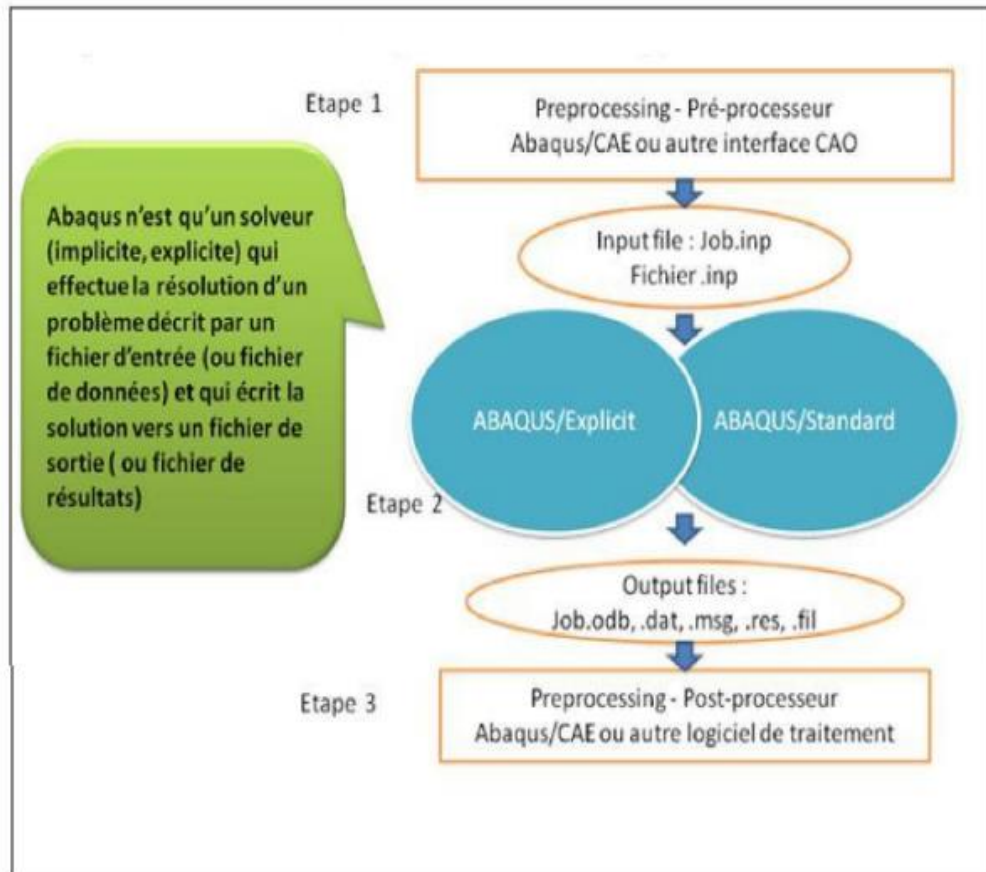 Etape 1
Preprocessing - Pré-processeur
Abaqus/CAE ou autre interface CAO
Input file : Job.inp
Fichier .inp
Abaqus n'est qu'un solveur
(implicite, explicite) qui
effectue la résolution d'un
problème décrit par un
fichier d'entrée (ou fichier
de données) et qui écrit la
solution vers un fichier de
sortie ( ou fichier de
résultats)
ABAQUS/Explicit
ABAQUS/Standard
Etape 2
Output files :
Job.odb, .dat, .msg, .res, .fil
Etape 3
Preprocessing - Post-processeur
Abaqus/CAE ou autre logiciel de traitement